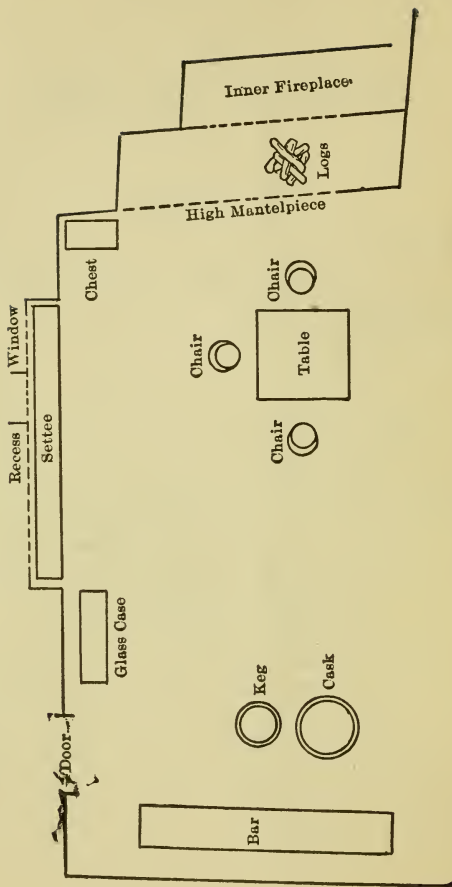 Inner Fireplace
Logs
High Mantelpiece
Chest
Recess
Window
Settee
Chair
Chair
Chair
Table
Glass Case
Door
Keg
Cask
Bar